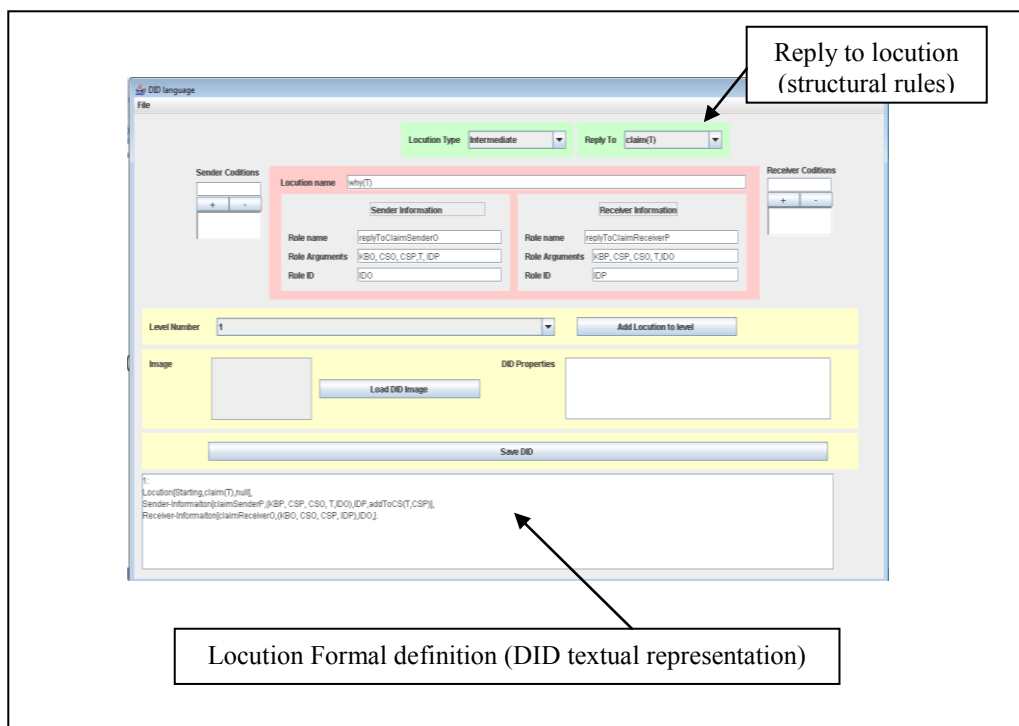 Reply to locution
(structural rules)
DID language
File
Locution Type Intermediate Reply To claim(T)
Sender Coditions Receiver Coditions
Locution name why(T)
+ - + -
Sender Information Receiver Information
Role name replyToClaimSenderO Role name replyToClaimReceiverP
Role Arguments KBO, CSO, CSP,T, IDP Role Arguments KBP, CSP, CSO, T,IDO
Role ID IDO Role ID IDP
Level Number 1 Add Locution to level
Image DID Properties
Load DID Image
Save DID
1:
Locution[Starting,claim(T),null],
Sender-Informaiton[claimSenderP,(KBP, CSP, CSO, T,IDO),IDP,addToCS(T,CSP)],
Receiver-Informaiton[claimReceiverO,(KBO, CSO, CSP, IDP),IDO,].
Locution Formal definition (DID textual representation)